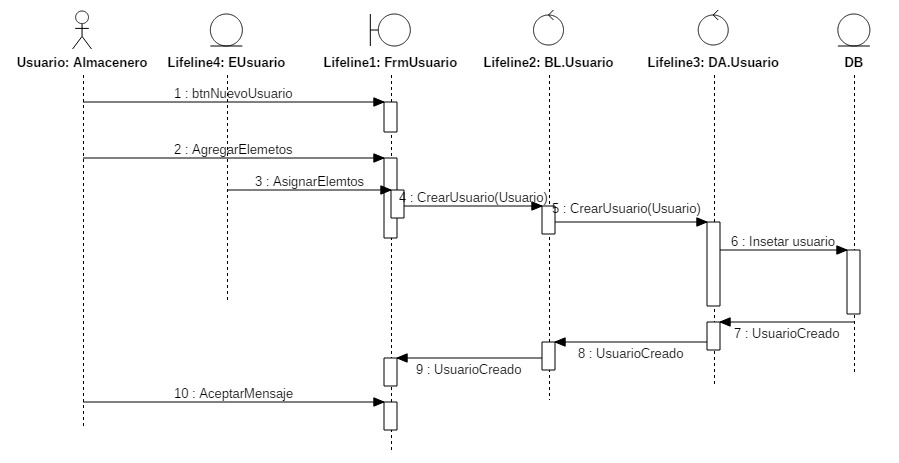 Usuario: Almacenero
Lifeline4: EUsuario
Lifeline1: FrmUsuario
Lifeline2: BL.Usuario
Lifeline3: DA.Usuario
DB
1 : btnNuevoUsuario
2 : AgregarElemetos
3 : AsignarElemtos
4 : CrearUsuario(Usuario)
5 : CrearUsuario(Usuario)
6 : Insetar usuario
7 : UsuarioCreado
8 : UsuarioCreado
9 : UsuarioCreado
10 : AceptarMensaje